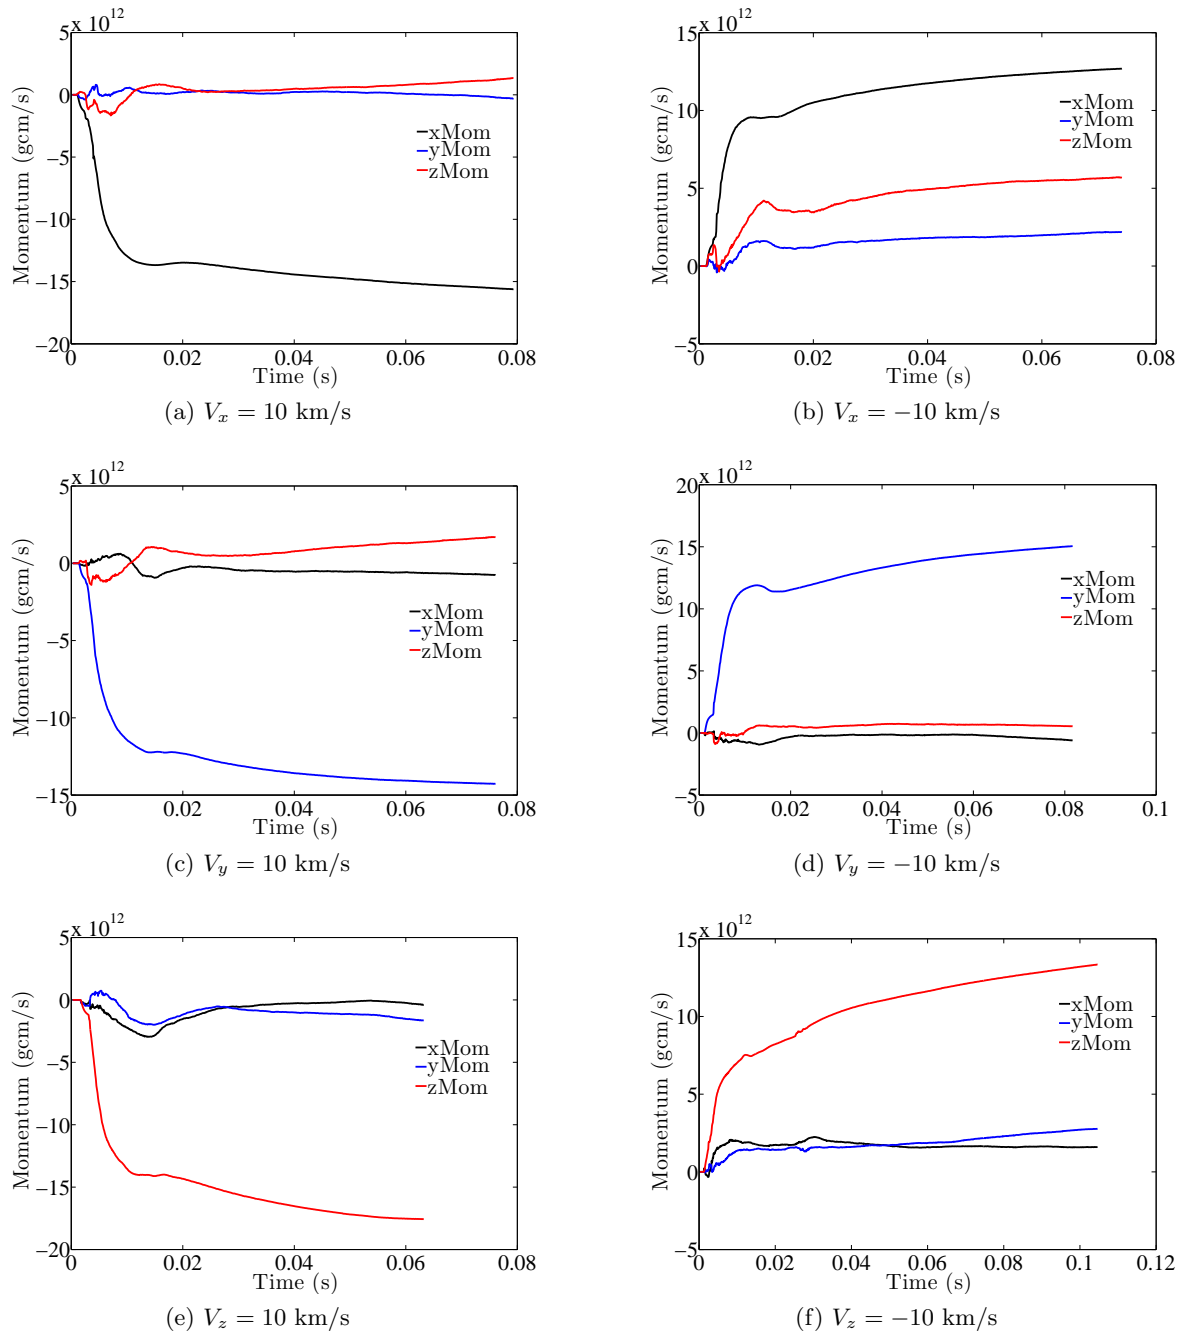 x 10^12
5
0
−5
−10
−15
−20
0
0.02
0.04
0.06
0.08
Momentum (gcm/s)
Time (s)
xMom
yMom
zMom
(a) V_x = 10 km/s
x 10^12
15
10
5
0
−5
0
0.02
0.04
0.06
0.08
Momentum (gcm/s)
Time (s)
xMom
yMom
zMom
(b) V_x = −10 km/s
x 10^12
5
0
−5
−10
−15
0
0.02
0.04
0.06
0.08
Momentum (gcm/s)
Time (s)
xMom
yMom
zMom
(c) V_y = 10 km/s
x 10^12
20
15
10
5
0
−5
0
0.02
0.04
0.06
0.08
0.1
Momentum (gcm/s)
Time (s)
xMom
yMom
zMom
(d) V_y = −10 km/s
x 10^12
5
0
−5
−10
−15
−20
0
0.02
0.04
0.06
0.08
Momentum (gcm/s)
Time (s)
xMom
yMom
zMom
(e) V_z = 10 km/s
x 10^12
15
10
5
0
−5
0
0.02
0.04
0.06
0.08
0.1
0.12
Momentum (gcm/s)
Time (s)
xMom
yMom
zMom
(f) V_z = −10 km/s